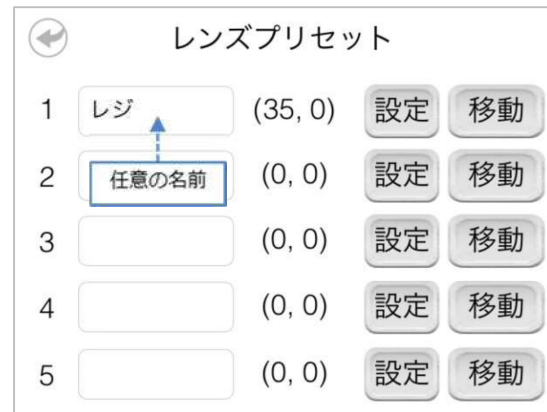 レンズプリセット
1 レジ (35, 0) 設定 移動
2 任意の名前 (0, 0) 設定 移動
3 (0, 0) 設定 移動
4 (0, 0) 設定 移動
5 (0, 0) 設定 移動